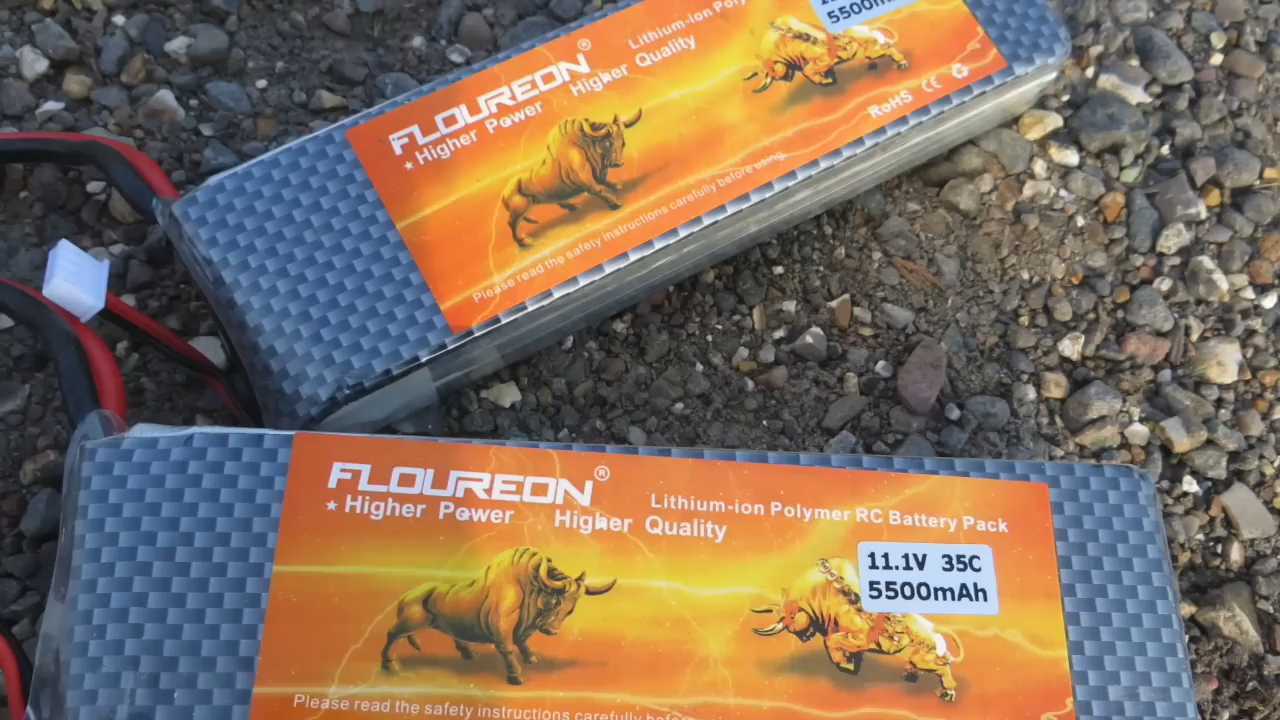 FLOUREON®
Higher Power Higher Quality
Lithium-ion Poly
5500m
RoHS CE
Please read the safety instructions carefully before using.
FLOUREON®
Higher Power Higher Quality
Lithium-ion Polymer RC Battery Pack
11.1V 35C
5500mAh
Please read the safety instructions carefully before